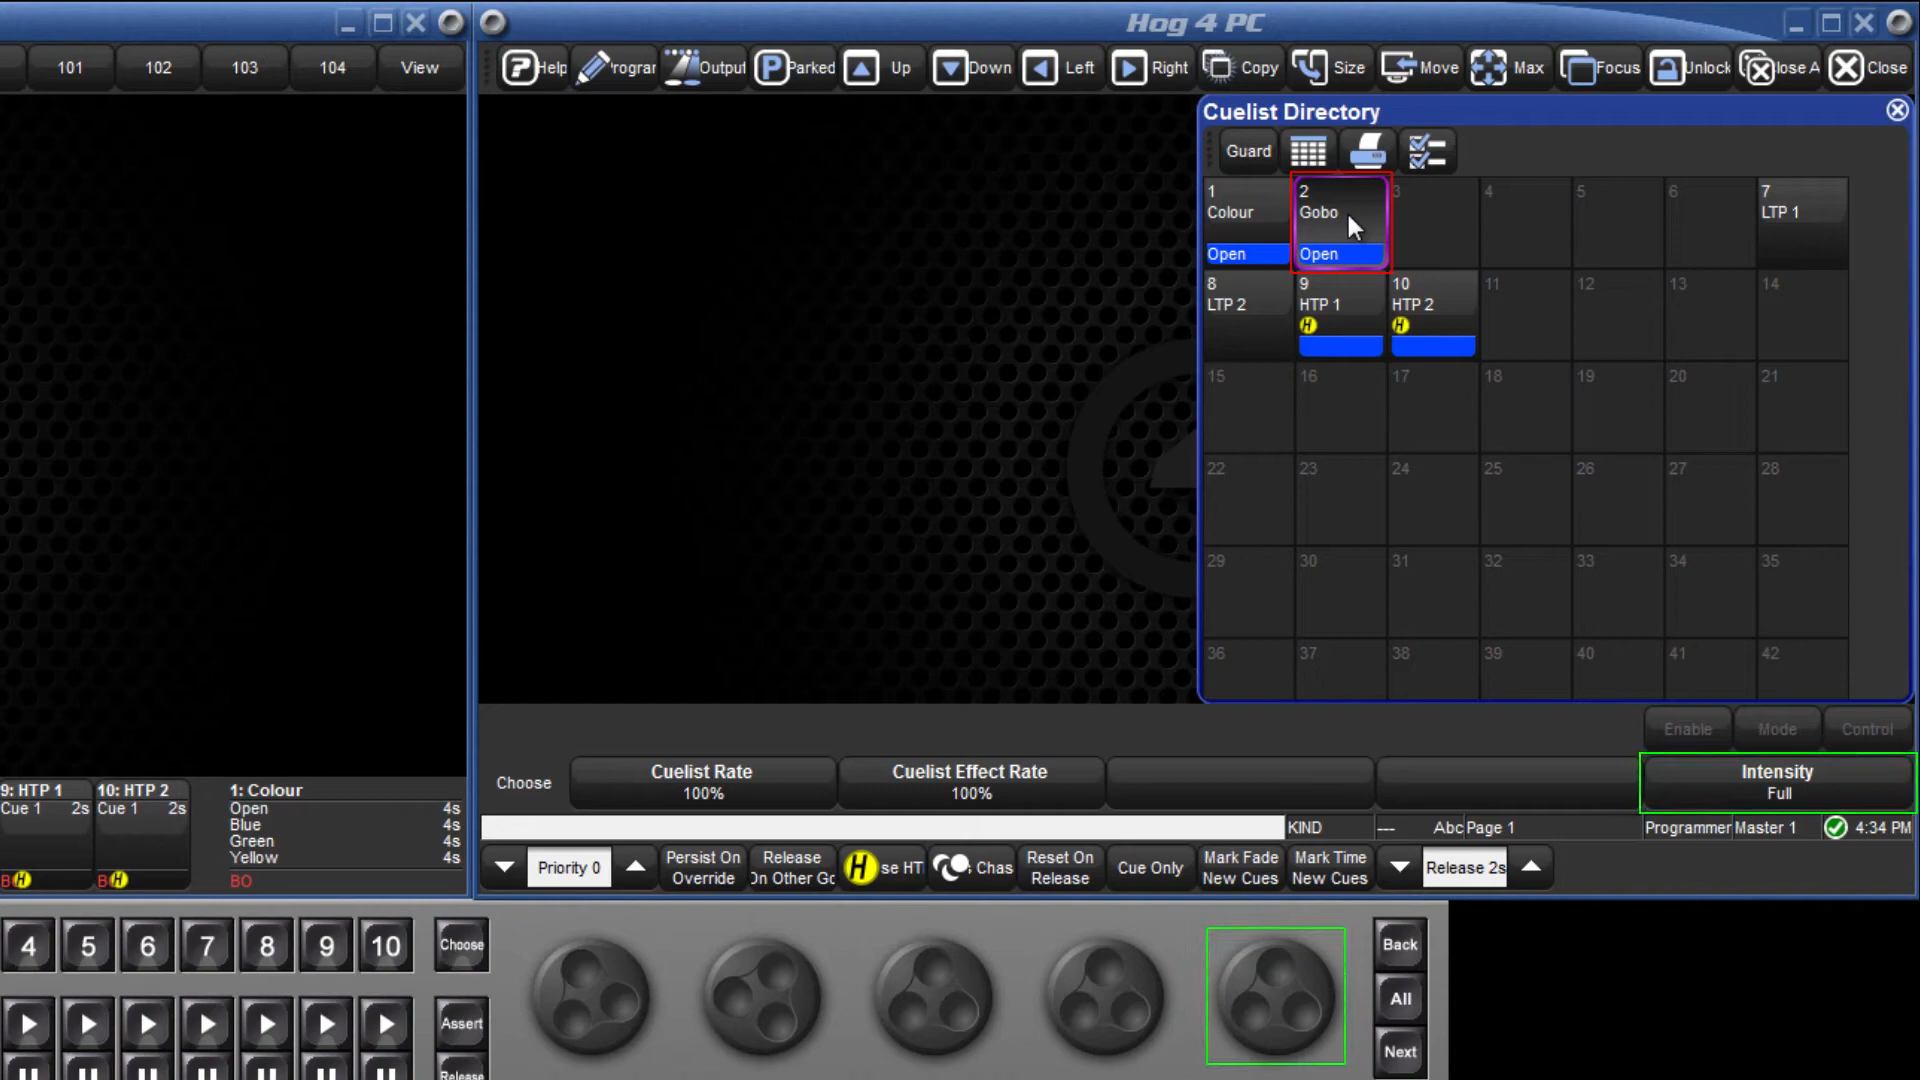 Hog 4 PC
101 102 103 104 View
Help Progran Output Parked Up Down Left Right Copy Size Move Max Focus Unlock lose A Close
Cuelist Directory
Guard
1 2 3 4 5 6 7
Colour Gobo LTP 1
Open Open
8 9 10 11 12 13 14
LTP 2 HTP 1 HTP 2
H H
15 16 17 18 19 20 21
22 23 24 25 26 27 28
29 30 31 32 33 34 35
36 37 38 39 40 41 42
Enable Mode Control
Choose
Cuelist Rate
100%
Cuelist Effect Rate
100%
Intensity
Full
KIND --- Abc Page 1 Programmer Master 1 4:34 PM
Priority 0
Persist On
Override
Release
On Other Go
H se HT
Chas
Reset On
Release
Cue Only
Mark Fade
New Cues
Mark Time
New Cues
Release 2s
9: HTP 1
Cue 1 2s
BH
10: HTP 2
Cue 1 2s
BH
1: Colour
Open 4s
Blue 4s
Green 4s
Yellow 4s
BO
4 5 6 7 8 9 10 Choose
Assert
Release
Back
All
Next